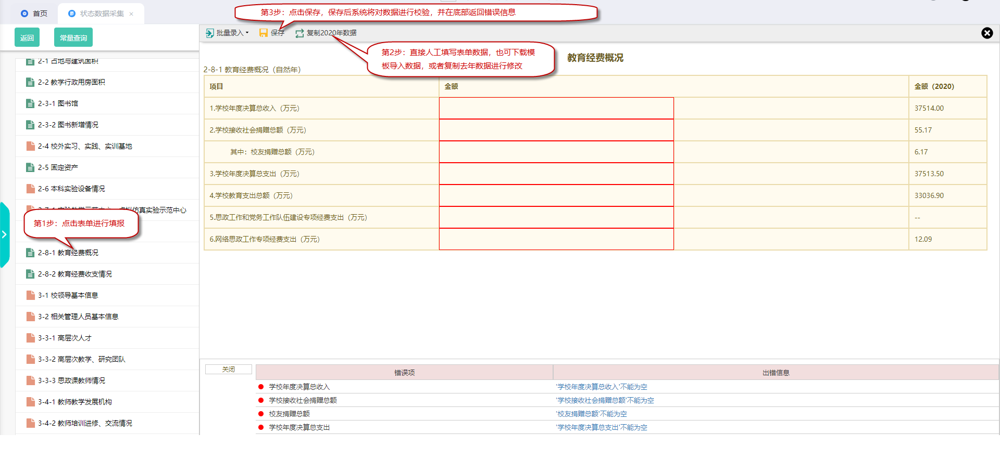 首页
状态数据采集 ×
第3步：点击保存，保存后系统将对数据进行校验，并在底部返回错误信息
返回
常量查询
批量录入
保存
复制2020年数据
第2步：直接人工填写表单数据，也可下载模
板导入数据，或者复制去年数据进行修改
教育经费概况
2-8-1 教育经费概况（自然年）
项目
金额
金额（2020）
1.学校年度决算总收入（万元）
37514.00
2.学校接收社会捐赠总额（万元）
55.17
其中：校友捐赠总额（万元）
6.17
3.学校年度决算总支出（万元）
37513.50
4.学校教育支出总额（万元）
33036.90
5.思政工作和党务工作队伍建设专项经费支出（万元）
--
6.网络思政工作专项经费支出（万元）
12.09
2-1 占地与建筑面积
2-2 教学行政用房面积
2-3-1 图书馆
2-3-2 图书新增情况
2-4 校外实习、实践、实训基地
2-5 固定资产
2-6 本科实验设备情况
仿真实验示范中心
第1步：点击表单进行填报
2-8-1 教育经费概况
2-8-2 教育经费收支情况
3-1 校领导基本信息
3-2 相关管理人员基本信息
3-3-1 高层次人才
3-3-2 高层次教学、研究团队
3-3-3 思政课教师情况
3-4-1 教师教学发展机构
3-4-2 教师培训进修、交流情况
关闭
错误项
出错信息
学校年度决算总收入
'学校年度决算总收入'不能为空
学校接收社会捐赠总额
'学校接收社会捐赠总额'不能为空
校友捐赠总额
'校友捐赠总额'不能为空
学校年度决算总支出
'学校年度决算总支出'不能为空